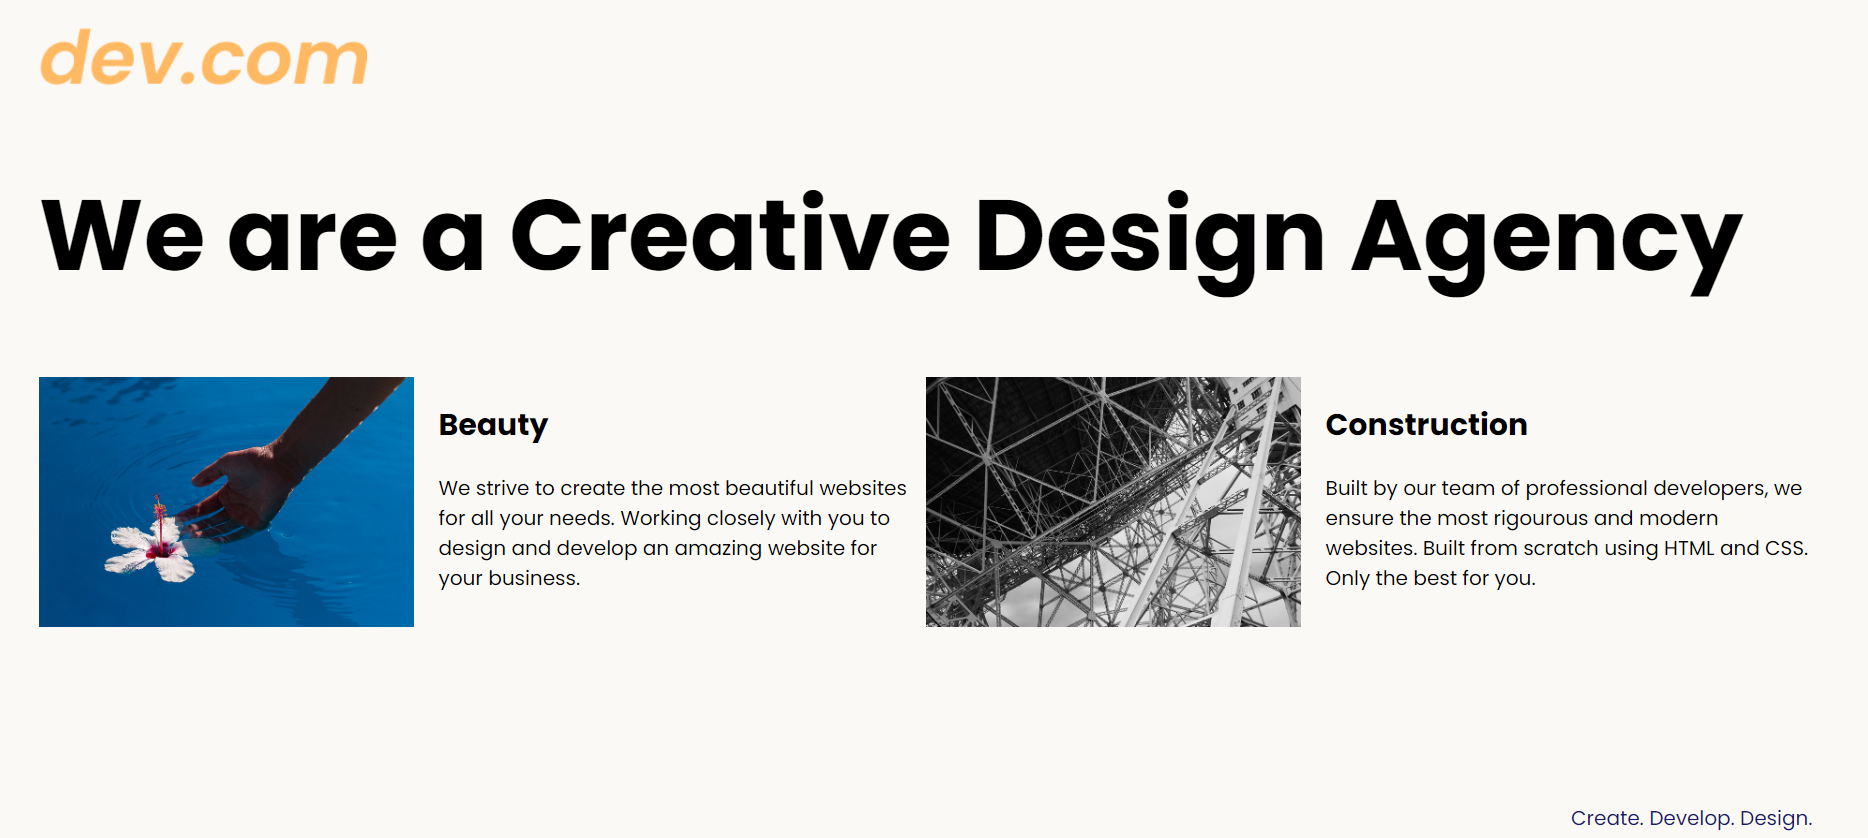 dev.com
We are a Creative Design Agency
Beauty
We strive to create the most beautiful websites
for all your needs. Working closely with you to
design and develop an amazing website for
your business.
Construction
Built by our team of professional developers, we
ensure the most rigourous and modern
websites. Built from scratch using HTML and CSS.
Only the best for you.
Create. Develop. Design.